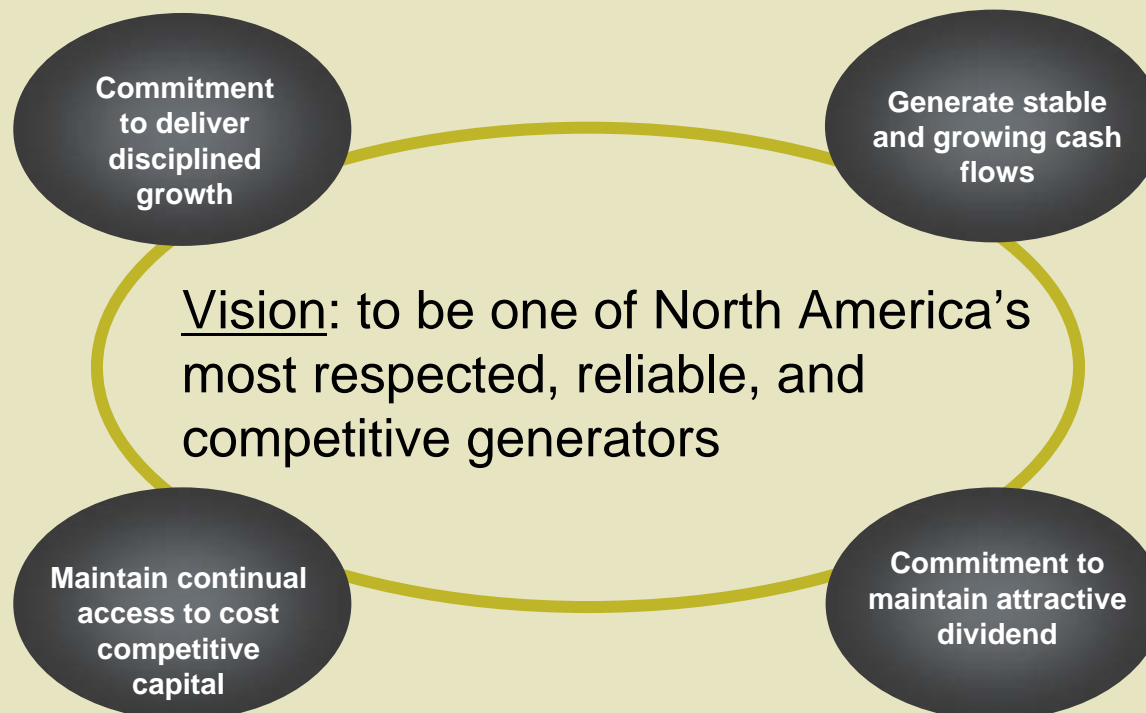 Commitment
to deliver
disciplined
growth
Generate stable
and growing cash
flows
Vision: to be one of North America’s
most respected, reliable, and
competitive generators
Maintain continual
access to cost
competitive
capital
Commitment to
maintain attractive
dividend